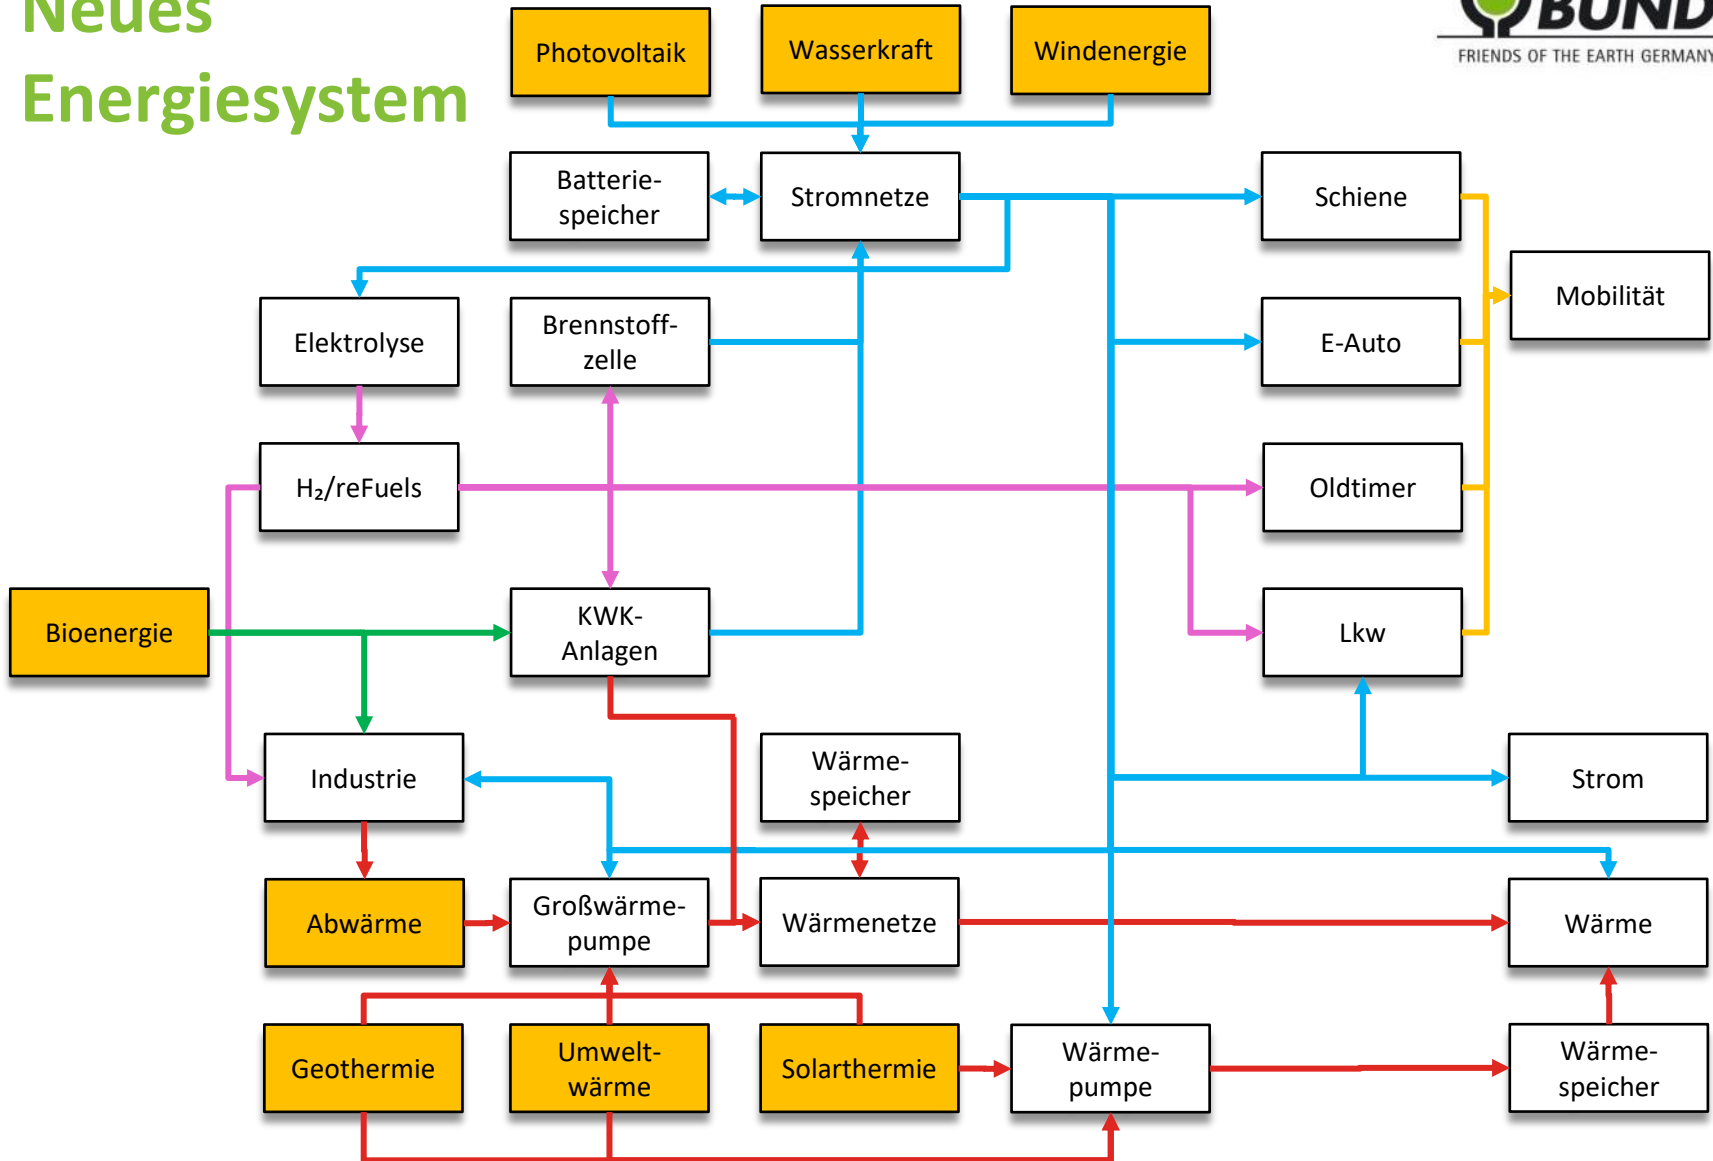 Neues
Energiesystem
BUND
FRIENDS OF THE EARTH GERMANY
Photovoltaik
Wasserkraft
Windenergie
Batterie-
speicher
Stromnetze
Schiene
Mobilität
Elektrolyse
Brennstoff-
zelle
E-Auto
H₂/reFuels
Oldtimer
Bioenergie
KWK-
Anlagen
Lkw
Industrie
Wärme-
speicher
Strom
Abwärme
Großwärme-
pumpe
Wärmenetze
Wärme
Geothermie
Umwelt-
wärme
Solarthermie
Wärme-
pumpe
Wärme-
speicher